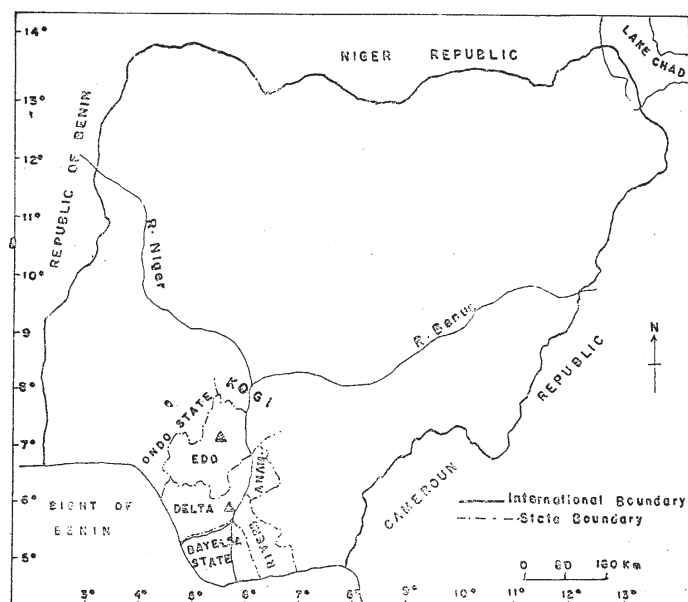 14°
13°
12°
11°
10°
9
8°
7°
6°
5°
NIGER REPUBLIC
LAKE CHAD
REPUBLIC OF BENIN
R. Niger
R. Benue
N
KOGI
ONDO STATE
EDO
DELTA
BAYELSA
STATE
RIVERS
BIGHT OF
BENIN
CAMEROUN
REPUBLIC
International Boundary
State Boundary
0 80 160 Km
3° 4° 5° 6° 7° 8° 9° 10° 11° 12° 13°